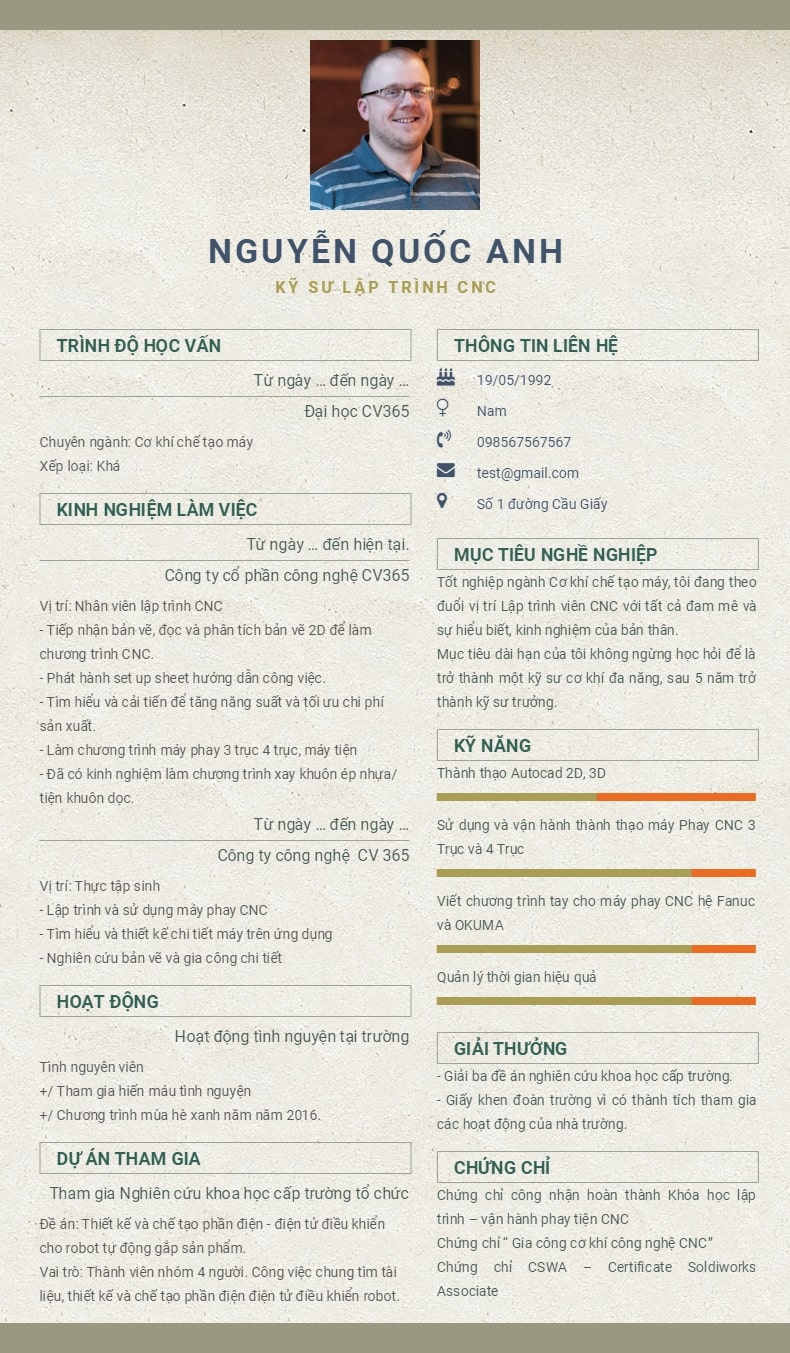 NGUYỄN QUỐC ANH
KỸ SƯ LẬP TRÌNH CNC
TRÌNH ĐỘ HỌC VẤN
Từ ngày ... đến ngày ...
Đại học CV365
Chuyên ngành: Cơ khí chế tạo máy
Xếp loại: Khá
KINH NGHIỆM LÀM VIỆC
Từ ngày ... đến hiện tại.
Công ty cổ phần công nghệ CV365
Vị trí: Nhân viên lập trình CNC
- Tiếp nhận bản vẽ, đọc và phân tích bản vẽ 2D để làm
chương trình CNC.
- Phát hành set up sheet hướng dẫn công việc.
- Tìm hiểu và cải tiến để tăng năng suất và tối ưu chi phí
sản xuất.
- Làm chương trình máy phay 3 trục 4 trục, máy tiện
- Đã có kinh nghiệm làm chương trình xay khuôn ép nhựa/
tiện khuôn dọc.
Từ ngày ... đến ngày ...
Công ty công nghệ CV 365
Vị trí: Thực tập sinh
- Lập trình và sử dụng máy phay CNC
- Tìm hiểu và thiết kế chi tiết máy trên ứng dụng
- Nghiên cứu bản vẽ và gia công chi tiết
HOẠT ĐỘNG
Hoạt động tình nguyện tại trường
Tình nguyên viên
+/ Tham gia hiến máu tình nguyện
+/ Chương trình mùa hè xanh năm năm 2016.
DỰ ÁN THAM GIA
Tham gia Nghiên cứu khoa học cấp trường tổ chức
Đề án: Thiết kế và chế tạo phần điện - điện tử điều khiển
cho robot tự động gắp sản phẩm.
Vai trò: Thành viên nhóm 4 người. Công việc chung tìm tài
liệu, thiết kế và chế tạo phần điện điện tử điều khiển robot.
THÔNG TIN LIÊN HỆ
19/05/1992
Nam
098567567567
test@gmail.com
Số 1 đường Cầu Giấy
MỤC TIÊU NGHỀ NGHIỆP
Tốt nghiệp ngành Cơ khí chế tạo máy, tôi đang theo
đuổi vị trí Lập trình viên CNC với tất cả đam mê và
sự hiểu biết, kinh nghiệm của bản thân.
Mục tiêu dài hạn của tôi không ngừng học hỏi để là
trở thành một kỹ sư cơ khí đa năng, sau 5 năm trở
thành kỹ sư trưởng.
KỸ NĂNG
Thành thạo Autocad 2D, 3D
Sử dụng và vận hành thành thạo máy Phay CNC 3
Trục và 4 Trục
Viết chương trình tay cho máy phay CNC hệ Fanuc
và OKUMA
Quản lý thời gian hiệu quả
GIẢI THƯỞNG
- Giải ba đề án nghiên cứu khoa học cấp trường.
- Giấy khen đoàn trường vì có thành tích tham gia
các hoạt động của nhà trường.
CHỨNG CHỈ
Chứng chỉ công nhận hoàn thành Khóa học lập
trình – vận hành phay tiện CNC
Chứng chỉ “ Gia công cơ khí công nghệ CNC”
Chứng chỉ CSWA – Certificate Soldiworks
Associate